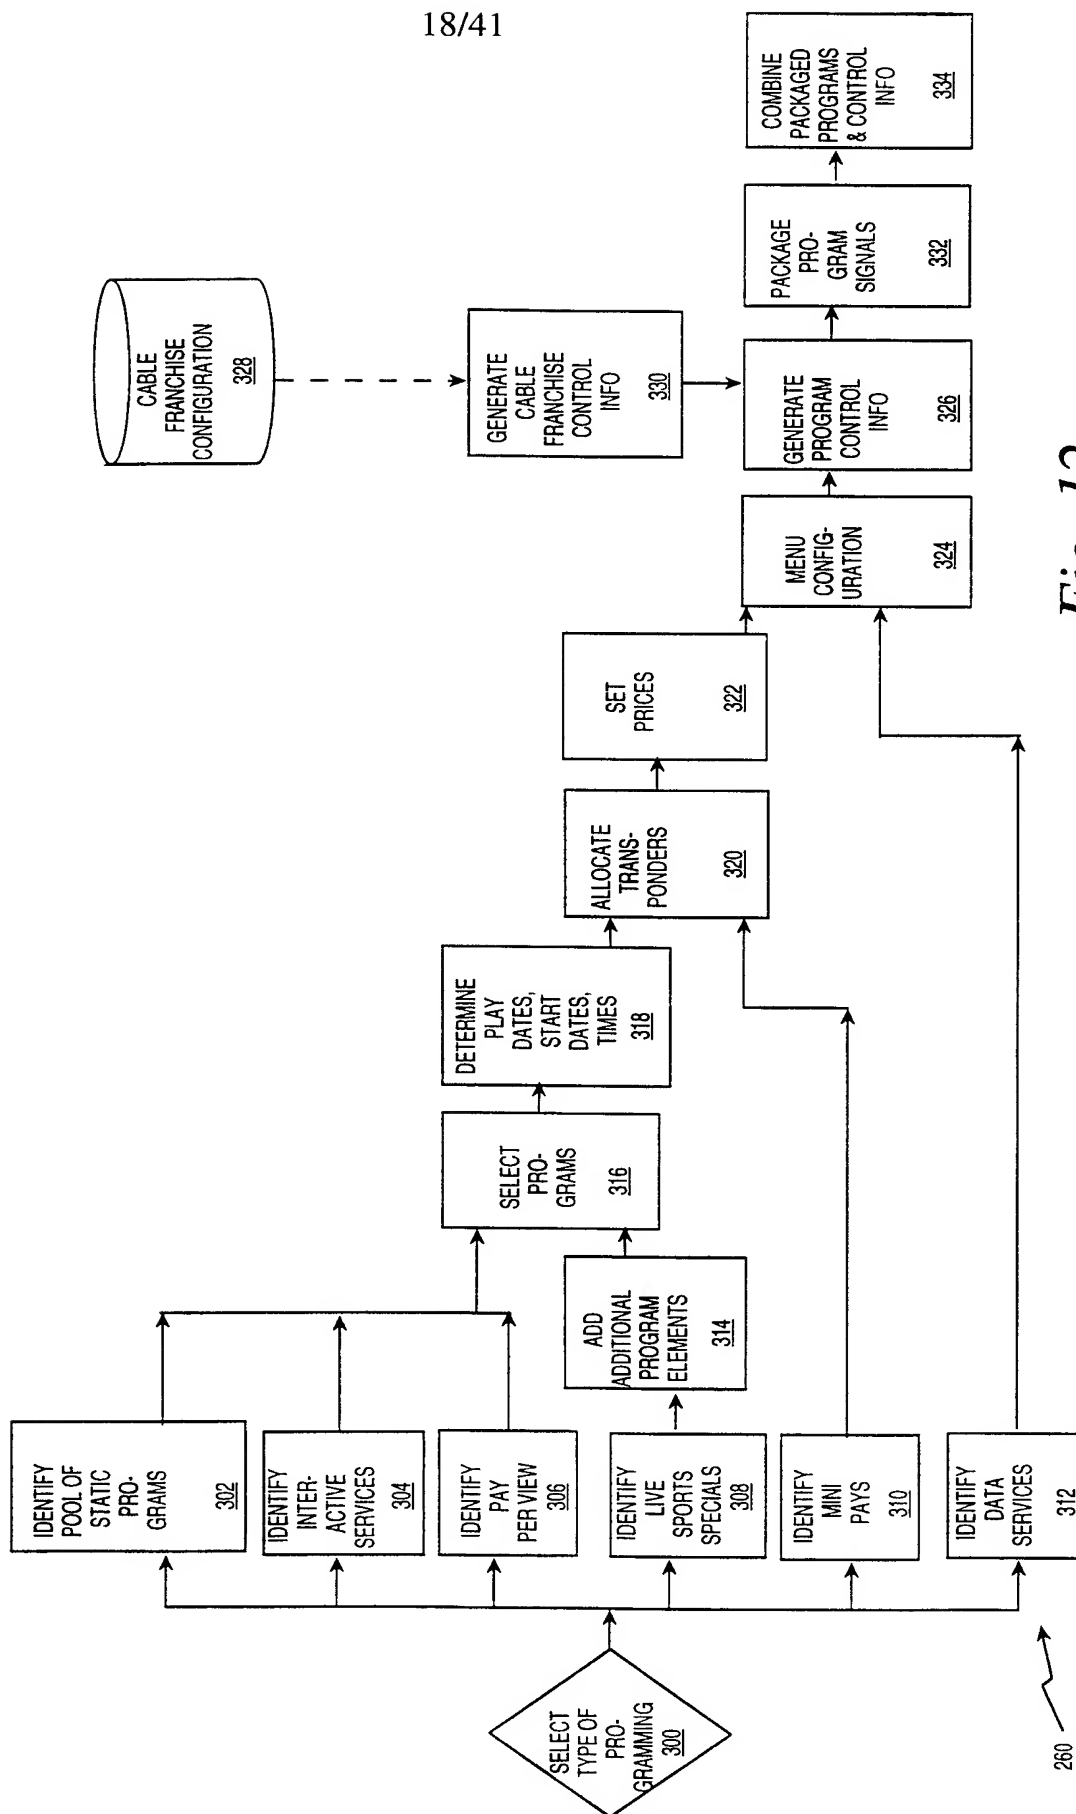 18/41
SELECT
TYPE OF
PRO-
GRAMMING
300
IDENTIFY
POOL OF
STATIC
PRO-
GRAMS
302
IDENTIFY
INTER-
ACTIVE
SERVICES
304
IDENTIFY
PAY
PER VIEW
306
IDENTIFY
LIVE
SPORTS
SPECIALS
308
IDENTIFY
MINI
PAYS
310
IDENTIFY
DATA
SERVICES
312
ADD
ADDITIONAL
PROGRAM
ELEMENTS
314
SELECT
PRO-
GRAMS
316
DETERMINE
PLAY
DATES,
START
DATES,
TIMES
318
ALLOCATE
TRANS-
PONDERS
320
SET
PRICES
322
MENU
CONFIG-
URATION
324
CABLE
FRANCHISE
CONFIGURATION
328
GENERATE
CABLE
FRANCHISE
CONTROL
INFO
330
GENERATE
PROGRAM
CONTROL
INFO
326
PACKAGE
PRO-
GRAM
SIGNALS
332
COMBINE
PACKAGED
PROGRAMS
& CONTROL
INFO
334
260